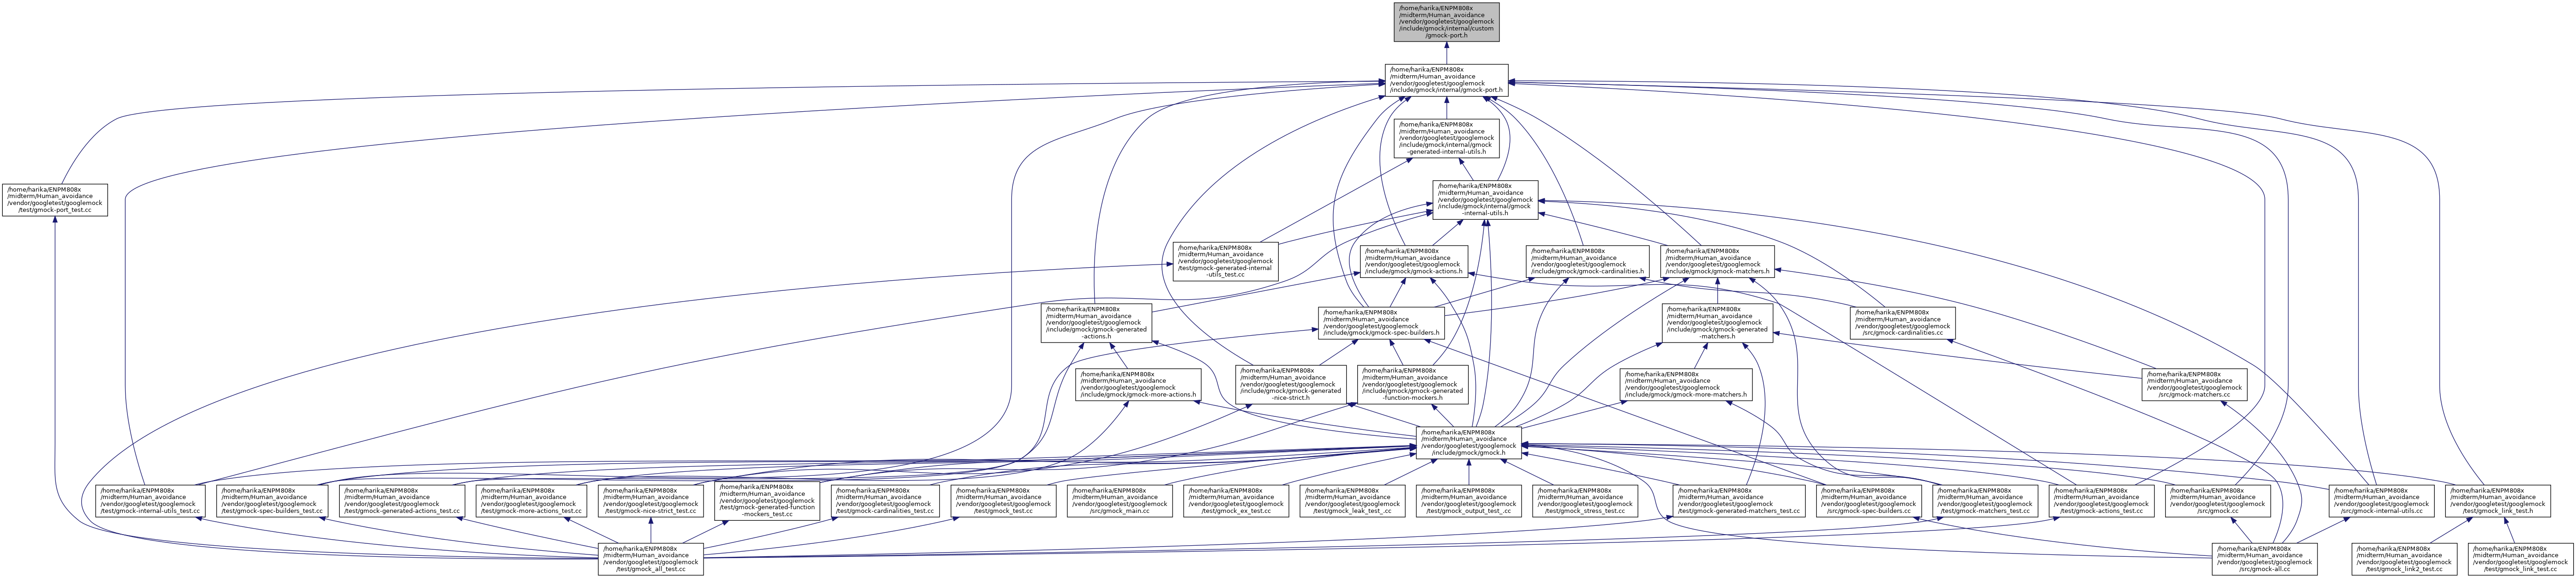 /home/harika/ENPM808x
/midterm/Human_avoidance
/vendor/googletest/googlemock
/include/gmock/internal/custom
/gmock-port.h
/home/harika/ENPM808x
/midterm/Human_avoidance
/vendor/googletest/googlemock
/include/gmock/internal/gmock-port.h
/home/harika/ENPM808x
/midterm/Human_avoidance
/vendor/googletest/googlemock
/include/gmock/internal/gmock
-generated-internal-utils.h
/home/harika/ENPM808x
/midterm/Human_avoidance
/vendor/googletest/googlemock
/test/gmock-port_test.cc
/home/harika/ENPM808x
/midterm/Human_avoidance
/vendor/googletest/googlemock
/include/gmock/internal/gmock
-internal-utils.h
/home/harika/ENPM808x
/midterm/Human_avoidance
/vendor/googletest/googlemock
/test/gmock-generated-internal
-utils_test.cc
/home/harika/ENPM808x
/midterm/Human_avoidance
/vendor/googletest/googlemock
/include/gmock/gmock-actions.h
/home/harika/ENPM808x
/midterm/Human_avoidance
/vendor/googletest/googlemock
/include/gmock/gmock-cardinalities.h
/home/harika/ENPM808x
/midterm/Human_avoidance
/vendor/googletest/googlemock
/include/gmock/gmock-matchers.h
/home/harika/ENPM808x
/midterm/Human_avoidance
/vendor/googletest/googlemock
/include/gmock/gmock-generated
-actions.h
/home/harika/ENPM808x
/midterm/Human_avoidance
/vendor/googletest/googlemock
/include/gmock/gmock-spec-builders.h
/home/harika/ENPM808x
/midterm/Human_avoidance
/vendor/googletest/googlemock
/include/gmock/gmock-generated
-matchers.h
/home/harika/ENPM808x
/midterm/Human_avoidance
/vendor/googletest/googlemock
/src/gmock-cardinalities.cc
/home/harika/ENPM808x
/midterm/Human_avoidance
/vendor/googletest/googlemock
/include/gmock/gmock-more-actions.h
/home/harika/ENPM808x
/midterm/Human_avoidance
/vendor/googletest/googlemock
/include/gmock/gmock-generated
-nice-strict.h
/home/harika/ENPM808x
/midterm/Human_avoidance
/vendor/googletest/googlemock
/include/gmock/gmock-generated
-function-mockers.h
/home/harika/ENPM808x
/midterm/Human_avoidance
/vendor/googletest/googlemock
/include/gmock/gmock-more-matchers.h
/home/harika/ENPM808x
/midterm/Human_avoidance
/vendor/googletest/googlemock
/src/gmock-matchers.cc
/home/harika/ENPM808x
/midterm/Human_avoidance
/vendor/googletest/googlemock
/include/gmock/gmock.h
/home/harika/ENPM808x
/midterm/Human_avoidance
/vendor/googletest/googlemock
/test/gmock-internal-utils_test.cc
/home/harika/ENPM808x
/midterm/Human_avoidance
/vendor/googletest/googlemock
/test/gmock-spec-builders_test.cc
/home/harika/ENPM808x
/midterm/Human_avoidance
/vendor/googletest/googlemock
/test/gmock-generated-actions_test.cc
/home/harika/ENPM808x
/midterm/Human_avoidance
/vendor/googletest/googlemock
/test/gmock-more-actions_test.cc
/home/harika/ENPM808x
/midterm/Human_avoidance
/vendor/googletest/googlemock
/test/gmock-nice-strict_test.cc
/home/harika/ENPM808x
/midterm/Human_avoidance
/vendor/googletest/googlemock
/test/gmock-generated-function
-mockers_test.cc
/home/harika/ENPM808x
/midterm/Human_avoidance
/vendor/googletest/googlemock
/test/gmock-cardinalities_test.cc
/home/harika/ENPM808x
/midterm/Human_avoidance
/vendor/googletest/googlemock
/test/gmock_test.cc
/home/harika/ENPM808x
/midterm/Human_avoidance
/vendor/googletest/googlemock
/src/gmock_main.cc
/home/harika/ENPM808x
/midterm/Human_avoidance
/vendor/googletest/googlemock
/test/gmock_ex_test.cc
/home/harika/ENPM808x
/midterm/Human_avoidance
/vendor/googletest/googlemock
/test/gmock_leak_test_.cc
/home/harika/ENPM808x
/midterm/Human_avoidance
/vendor/googletest/googlemock
/test/gmock_output_test_.cc
/home/harika/ENPM808x
/midterm/Human_avoidance
/vendor/googletest/googlemock
/test/gmock_stress_test.cc
/home/harika/ENPM808x
/midterm/Human_avoidance
/vendor/googletest/googlemock
/test/gmock-generated-matchers_test.cc
/home/harika/ENPM808x
/midterm/Human_avoidance
/vendor/googletest/googlemock
/src/gmock-spec-builders.cc
/home/harika/ENPM808x
/midterm/Human_avoidance
/vendor/googletest/googlemock
/test/gmock-matchers_test.cc
/home/harika/ENPM808x
/midterm/Human_avoidance
/vendor/googletest/googlemock
/test/gmock-actions_test.cc
/home/harika/ENPM808x
/midterm/Human_avoidance
/vendor/googletest/googlemock
/src/gmock.cc
/home/harika/ENPM808x
/midterm/Human_avoidance
/vendor/googletest/googlemock
/src/gmock-internal-utils.cc
/home/harika/ENPM808x
/midterm/Human_avoidance
/vendor/googletest/googlemock
/test/gmock_link_test.h
/home/harika/ENPM808x
/midterm/Human_avoidance
/vendor/googletest/googlemock
/test/gmock_all_test.cc
/home/harika/ENPM808x
/midterm/Human_avoidance
/vendor/googletest/googlemock
/src/gmock-all.cc
/home/harika/ENPM808x
/midterm/Human_avoidance
/vendor/googletest/googlemock
/test/gmock_link2_test.cc
/home/harika/ENPM808x
/midterm/Human_avoidance
/vendor/googletest/googlemock
/test/gmock_link_test.cc